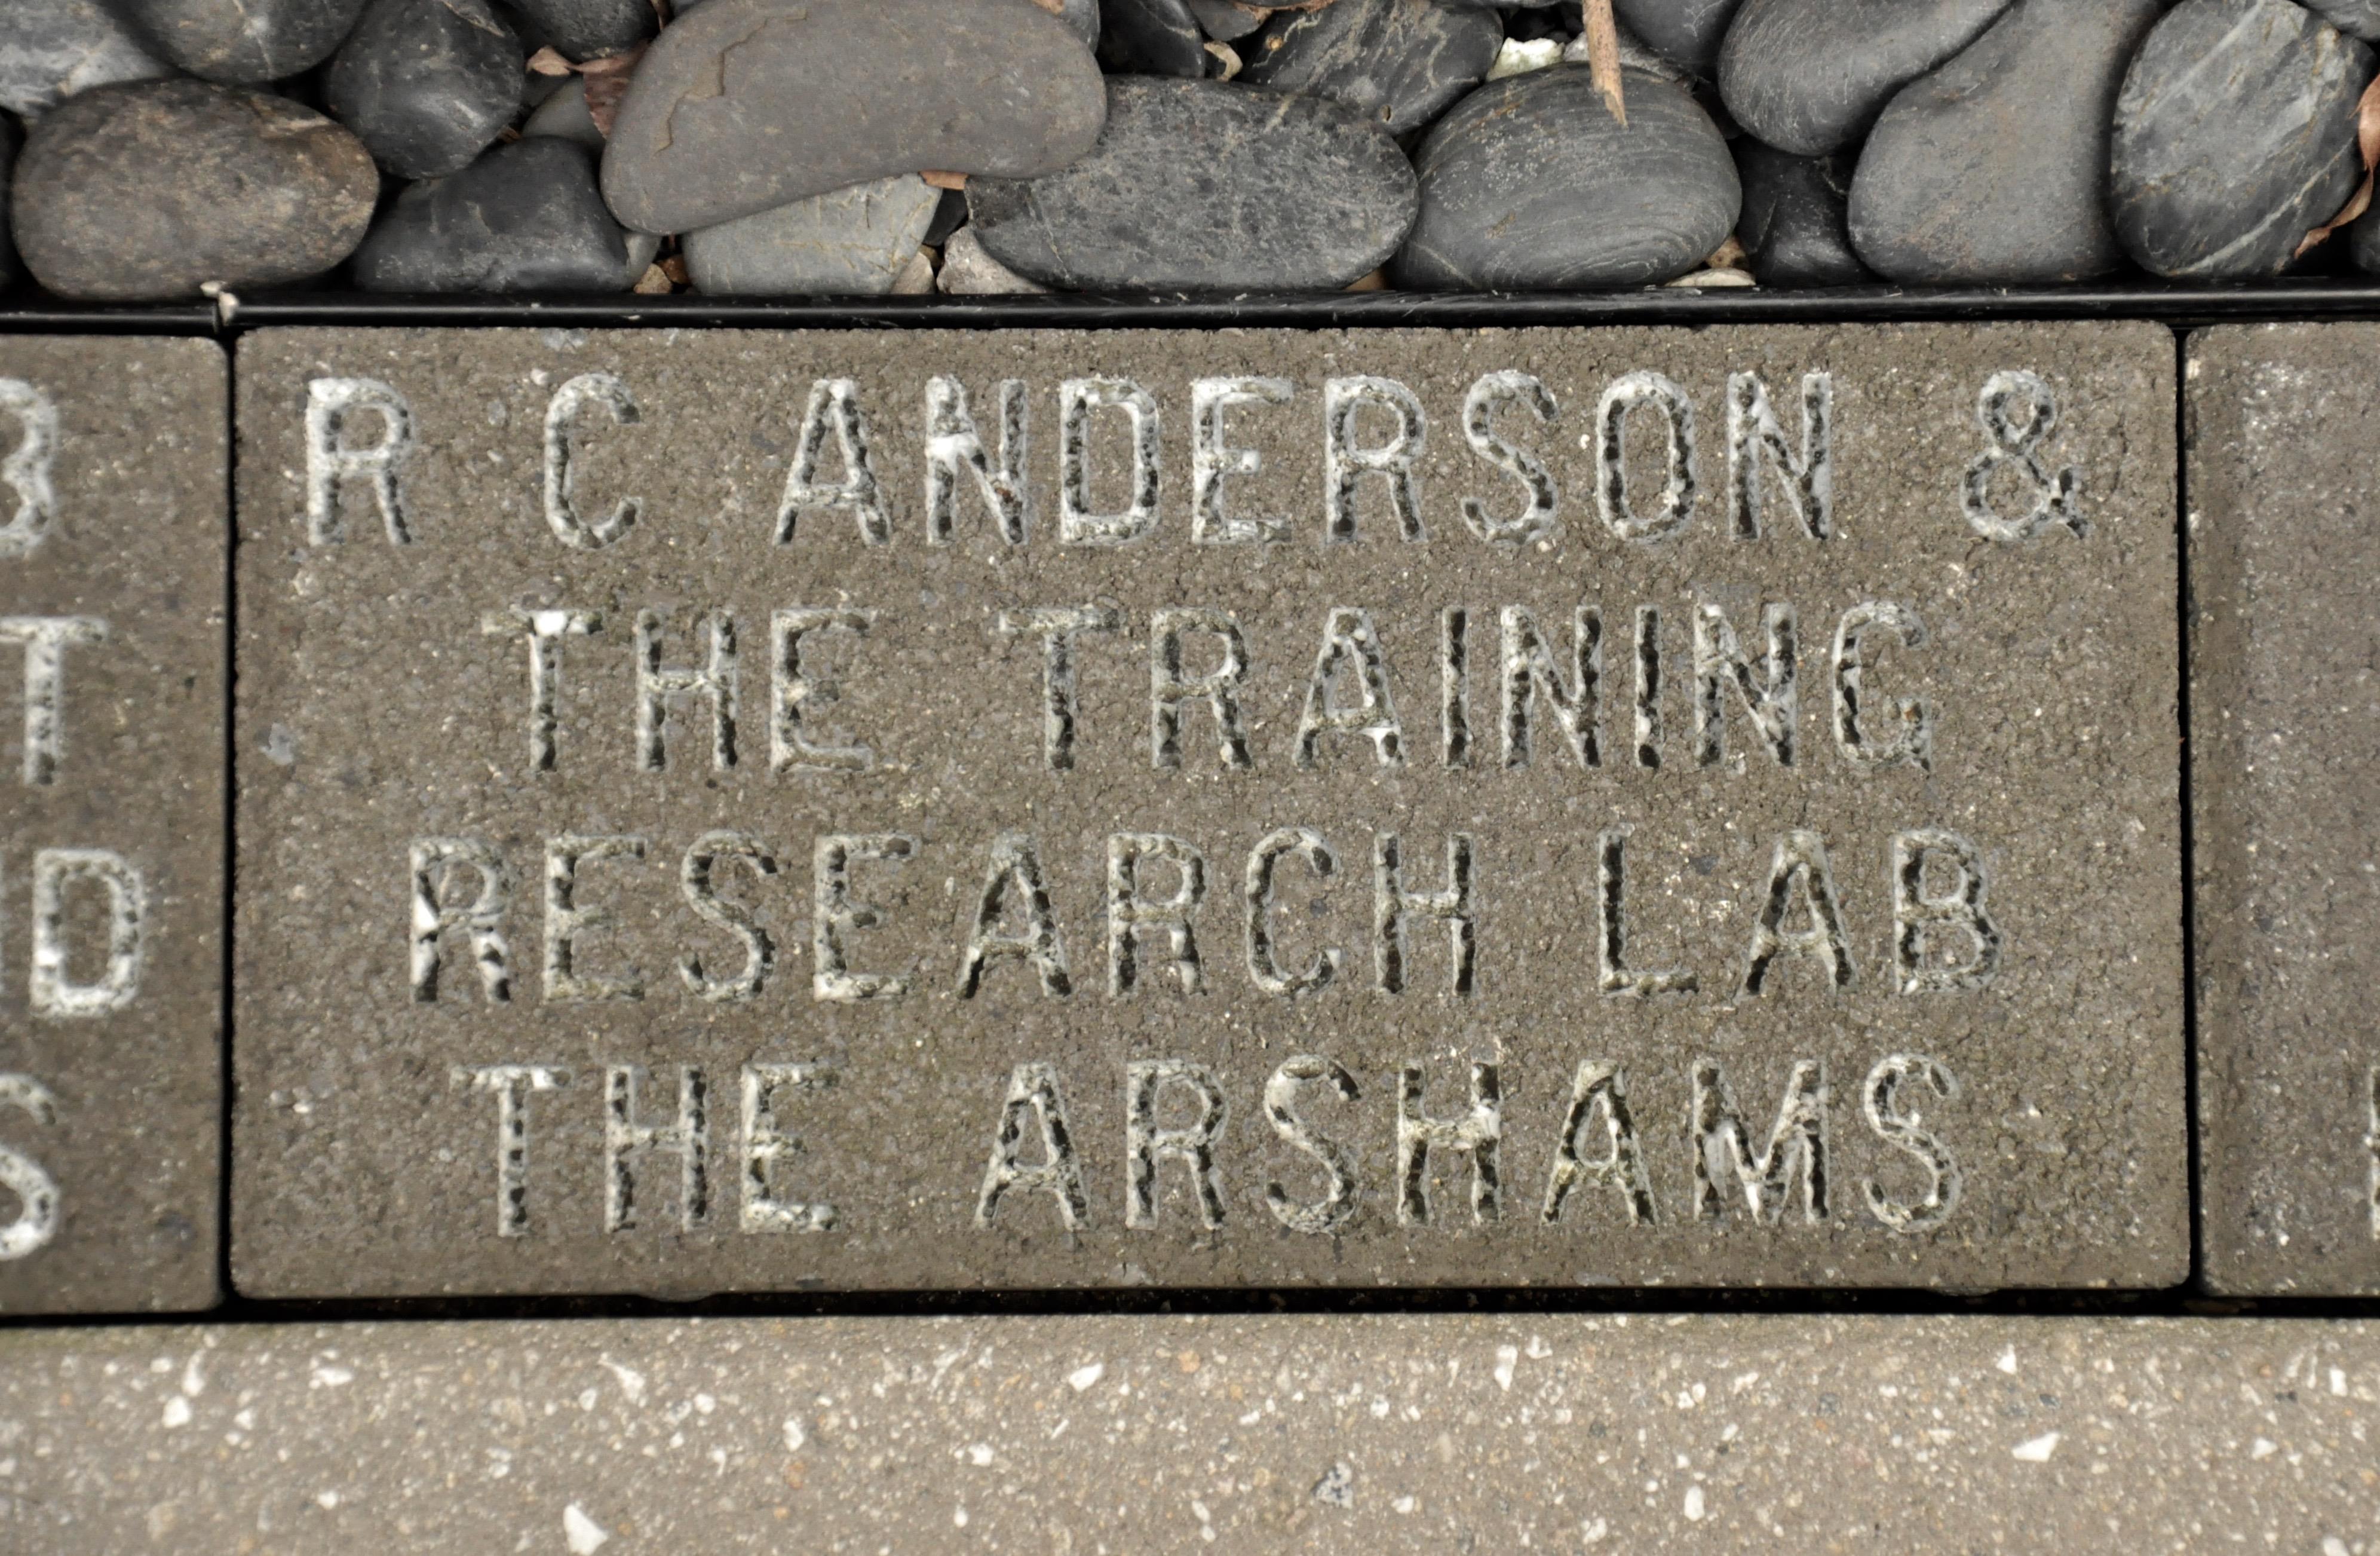 R C ANDERSON &
THE TRAINING
RESEARCH LAB
THE ARSHAMS